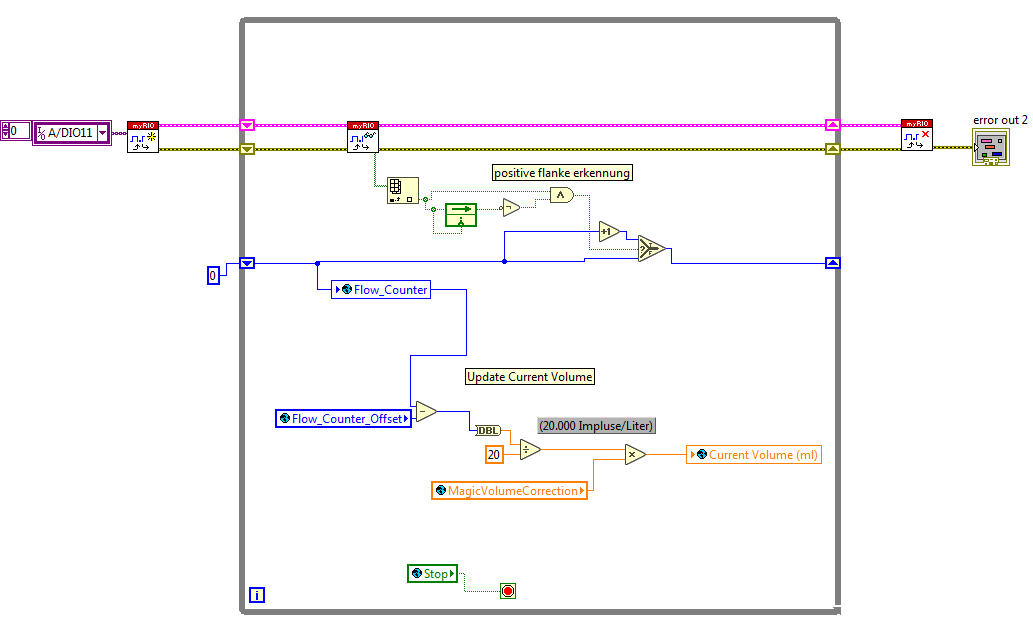 error out 2
0
A/DIO11
myRIO
myRIO
myRIO
positive flanke erkennung
+1
?
T
F
0
Flow_Counter
Update Current Volume
Flow_Counter_Offset
DBL
(20.000 Impluse/Liter)
20
Current Volume (ml)
MagicVolumeCorrection
Stop
i